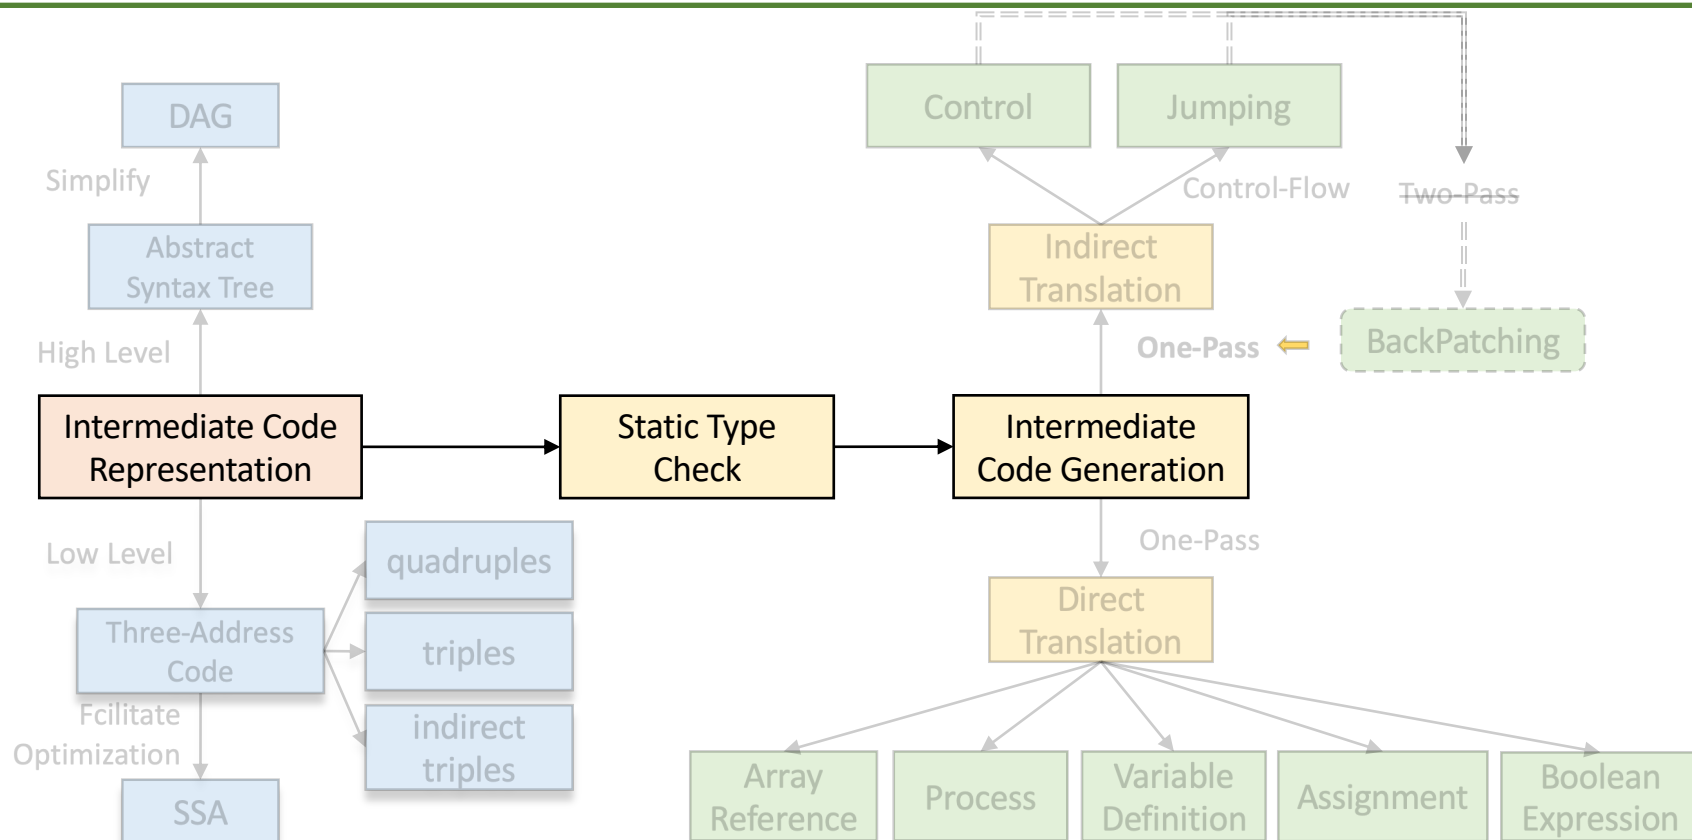 DAG
Simplify
Abstract
Syntax Tree
High Level
Intermediate Code
Representation
Low Level
Three-Address
Code
quadruples
triples
indirect
triples
Fcilitate
Optimization
SSA
Static Type
Check
Control
Jumping
Control-Flow
Two-Pass
Indirect
Translation
One-Pass
BackPatching
Intermediate
Code Generation
One-Pass
Direct
Translation
Array
Reference
Process
Variable
Definition
Assignment
Boolean
Expression